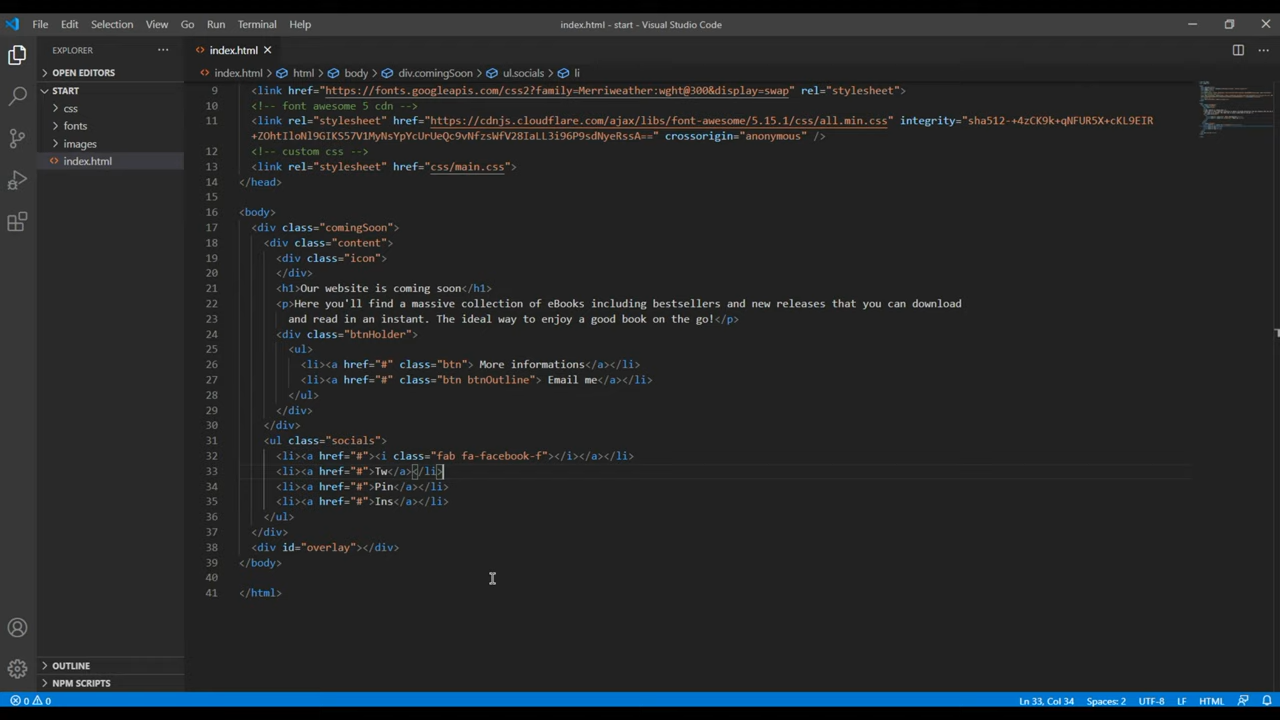 File Edit Selection View Go Run Terminal Help
index.html - start - Visual Studio Code
EXPLORER
OPEN EDITORS
START
css
fonts
images
index.html
index.html
index.html > html > body > div.comingSoon > ul.socials > li
9 <link href="https://fonts.googleapis.com/css2?family=Merriweather:wght@300&display=swap" rel="stylesheet">
10 <!-- font awesome 5 cdn -->
11 <link rel="stylesheet" href="https://cdnjs.cloudflare.com/ajax/libs/font-awesome/5.15.1/css/all.min.css" integrity="sha512-+4zCK9k+qNFUR5X+cKL9EIR
+ZOhtIloNl9GIKS57V1MyNsYpYcUrUeQc9vNfzsWfV28IaLL3i96P9sdNyeRssA==" crossorigin="anonymous" />
12 <!-- custom css -->
13 <link rel="stylesheet" href="css/main.css">
14 </head>
15
16 <body>
17 <div class="comingSoon">
18 <div class="content">
19 <div class="icon">
20 </div>
21 <h1>Our website is coming soon</h1>
22 <p>Here you'll find a massive collection of eBooks including bestsellers and new releases that you can download
23 and read in an instant. The ideal way to enjoy a good book on the go!</p>
24 <div class="btnHolder">
25 <ul>
26 <li><a href="#" class="btn"> More informations</a></li>
27 <li><a href="#" class="btn btnOutline"> Email me</a></li>
28 </ul>
29 </div>
30 </div>
31 <ul class="socials">
32 <li><a href="#"><i class="fab fa-facebook-f"></i></a></li>
33 <li><a href="#">Tw</a></li>
34 <li><a href="#">Pin</a></li>
35 <li><a href="#">Ins</a></li>
36 </ul>
37 </div>
38 <div id="overlay"></div>
39 </body>
40
41 </html>
OUTLINE
NPM SCRIPTS
0 0
Ln 33, Col 34 Spaces: 2 UTF-8 LF HTML